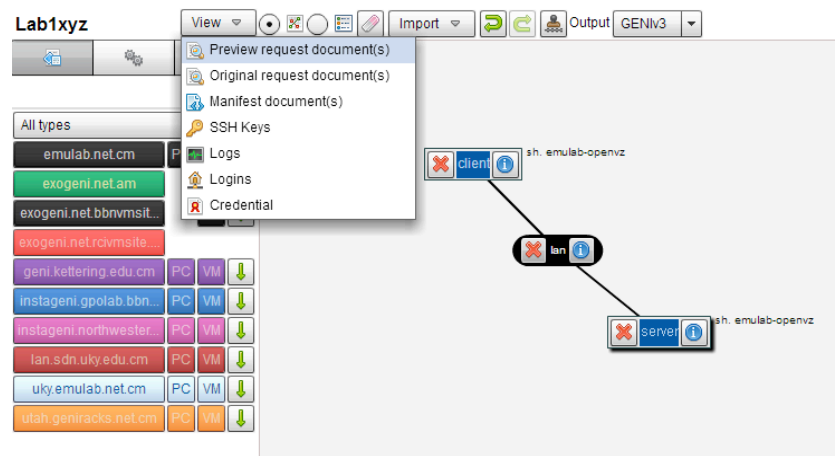 Lab1xyz
View
Import
Output
GENIv3
Preview request document(s)
Original request document(s)
Manifest document(s)
SSH Keys
Logs
Logins
Credential
All types
emulab.net.cm
exogeni.net.am
exogeni.net.bbnvmsit...
exogeni.net.rcivmsite....
geni.kettering.edu.cm PC VM
instageni.gpolab.bbn... PC VM
instageni.northwester... PC VM
lan.sdn.uky.edu.cm PC VM
uky.emulab.net.cm PC VM
utah.geniracks.net.cm PC VM
client
sh. emulab-openvz
lan
server
sh. emulab-openvz